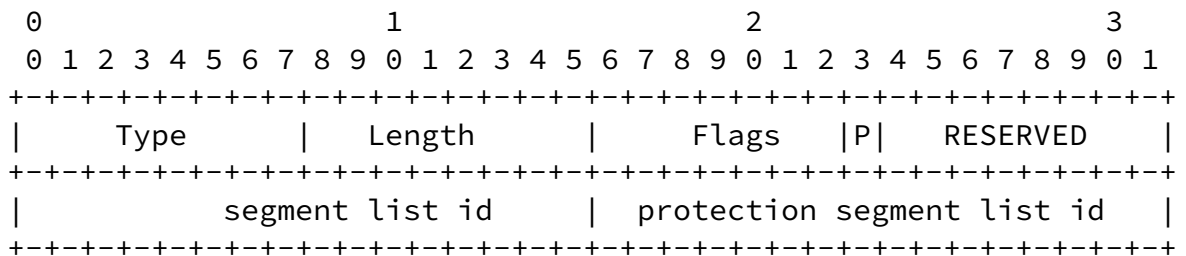 0                   1                   2                   3
 0 1 2 3 4 5 6 7 8 9 0 1 2 3 4 5 6 7 8 9 0 1 2 3 4 5 6 7 8 9 0 1
+-+-+-+-+-+-+-+-+-+-+-+-+-+-+-+-+-+-+-+-+-+-+-+-+-+-+-+-+-+-+-+-+
|     Type      |   Length      |     Flags   |P|   RESERVED    |
+-+-+-+-+-+-+-+-+-+-+-+-+-+-+-+-+-+-+-+-+-+-+-+-+-+-+-+-+-+-+-+-+
|           segment list id     |  protection segment list id   |
+-+-+-+-+-+-+-+-+-+-+-+-+-+-+-+-+-+-+-+-+-+-+-+-+-+-+-+-+-+-+-+-+